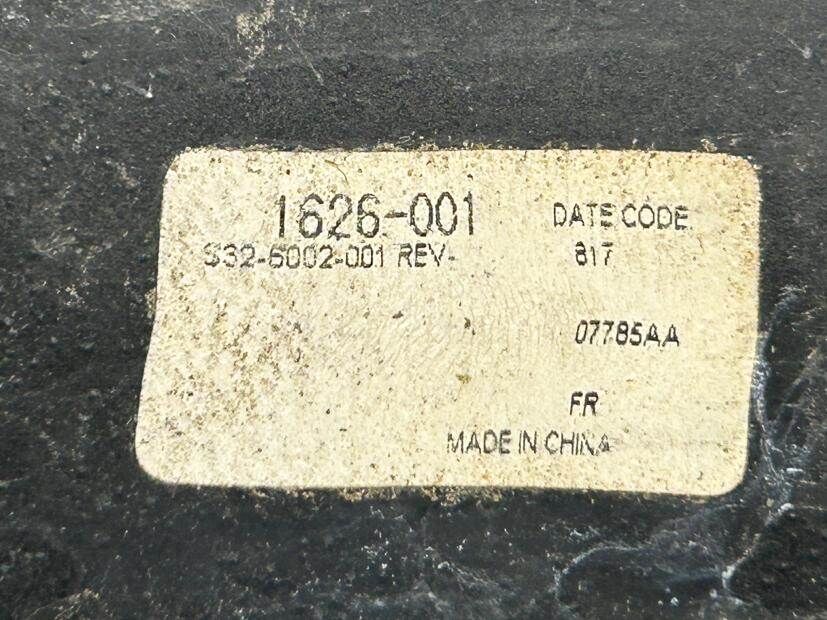 1626-001
DATE CODE
S32-6002-001 REV-
817
07785AA
FR
MADE IN CHINA